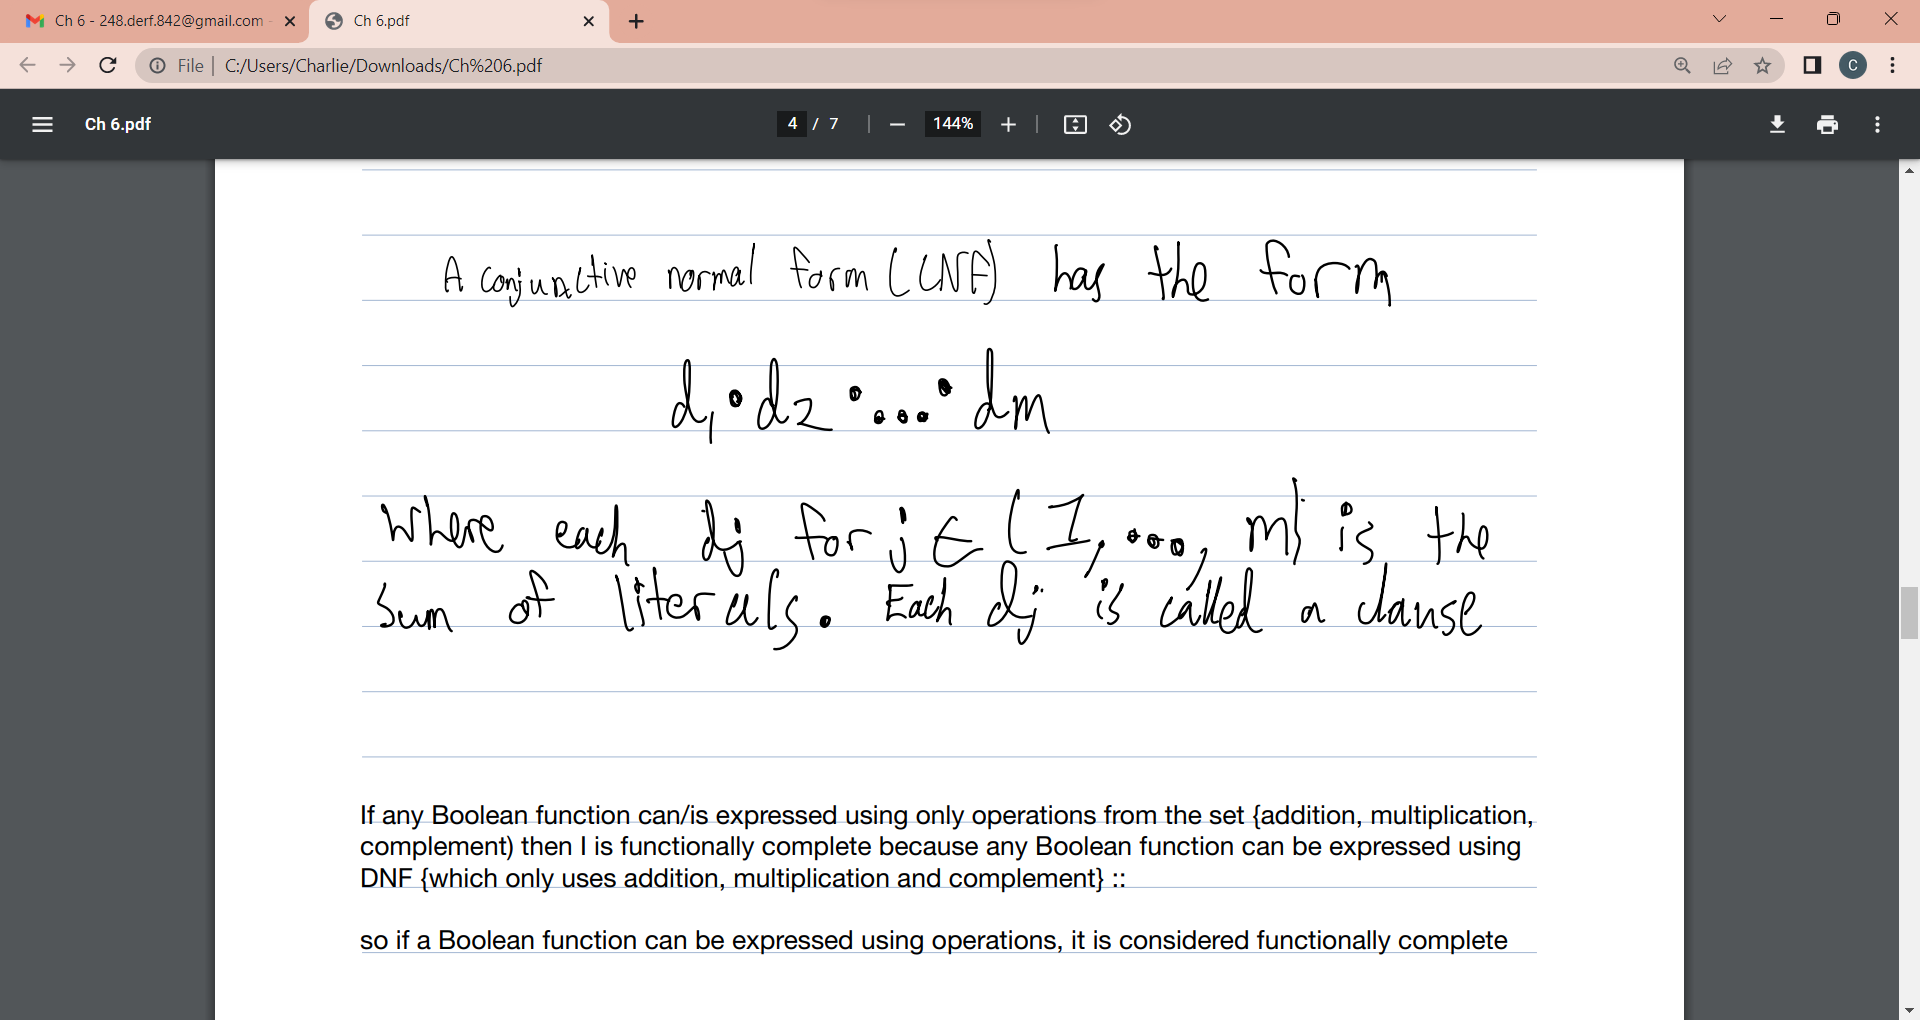 Ch 6 - 248.derf.842@gmail.com -
Ch 6.pdf
File | C:/Users/Charlie/Downloads/Ch%206.pdf
C
Ch 6.pdf
4 / 7 | − 144% + |
A conjunctive normal form (CNF) has the form
d₁ • d₂ • ... • dm
Where each dj for j ∈ { 1, ..., m} is the
sum of literals. Each dj is called a clause
If any Boolean function can/is expressed using only operations from the set {addition, multiplication,
complement) then I is functionally complete because any Boolean function can be expressed using
DNF {which only uses addition, multiplication and complement} ::
so if a Boolean function can be expressed using operations, it is considered functionally complete